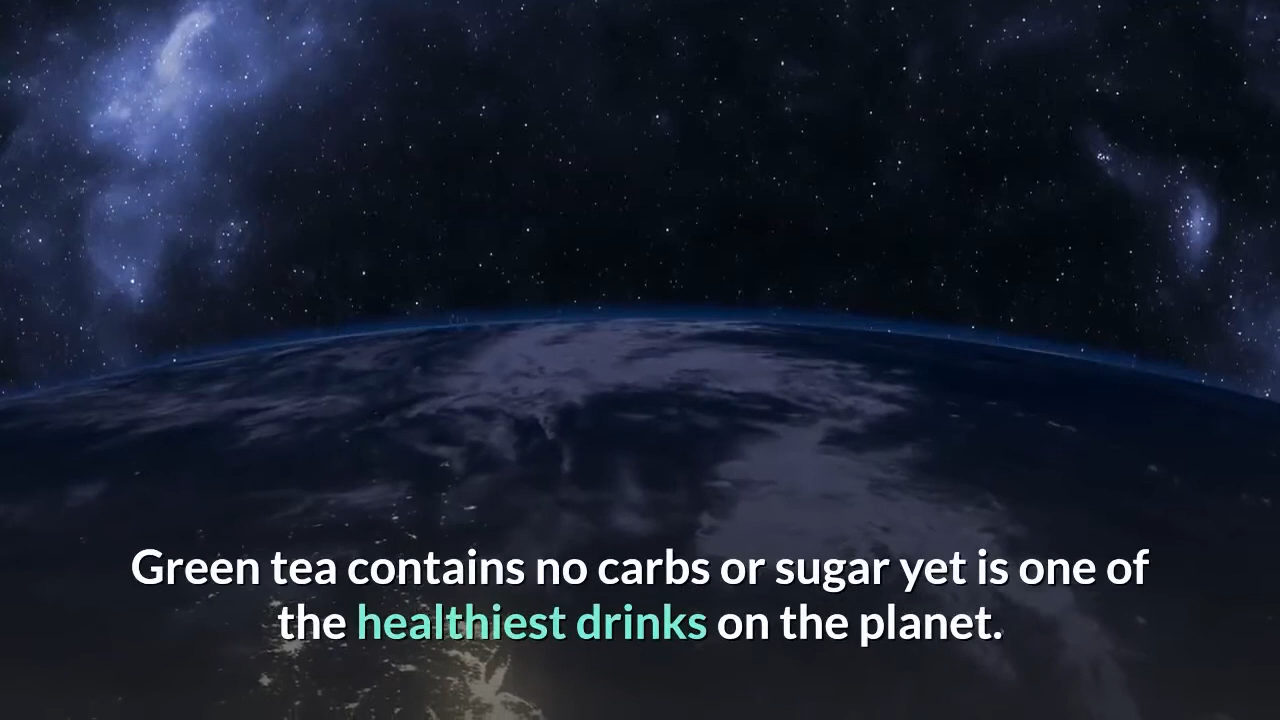 Green tea contains no carbs or sugar yet is one of
the healthiest drinks on the planet.